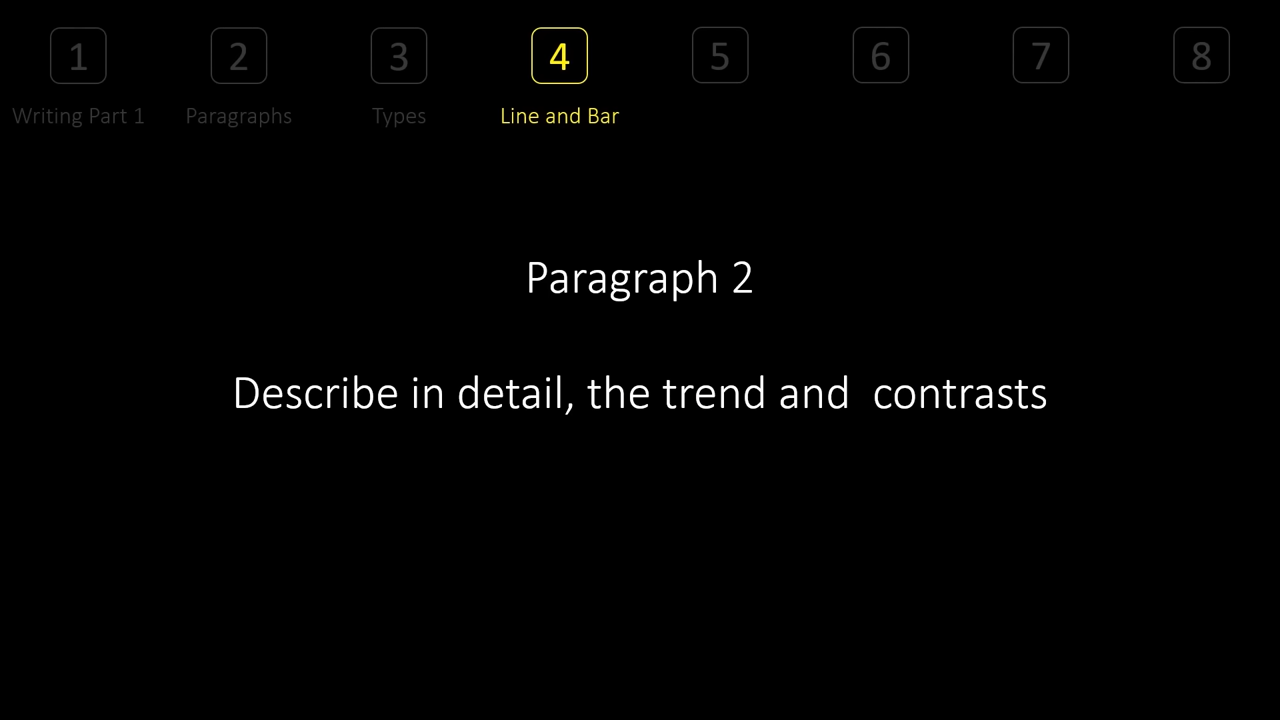 1 2 3 4 5 6 7 8
Writing Part 1 Paragraphs Types Line and Bar
Paragraph 2
Describe in detail, the trend and  contrasts